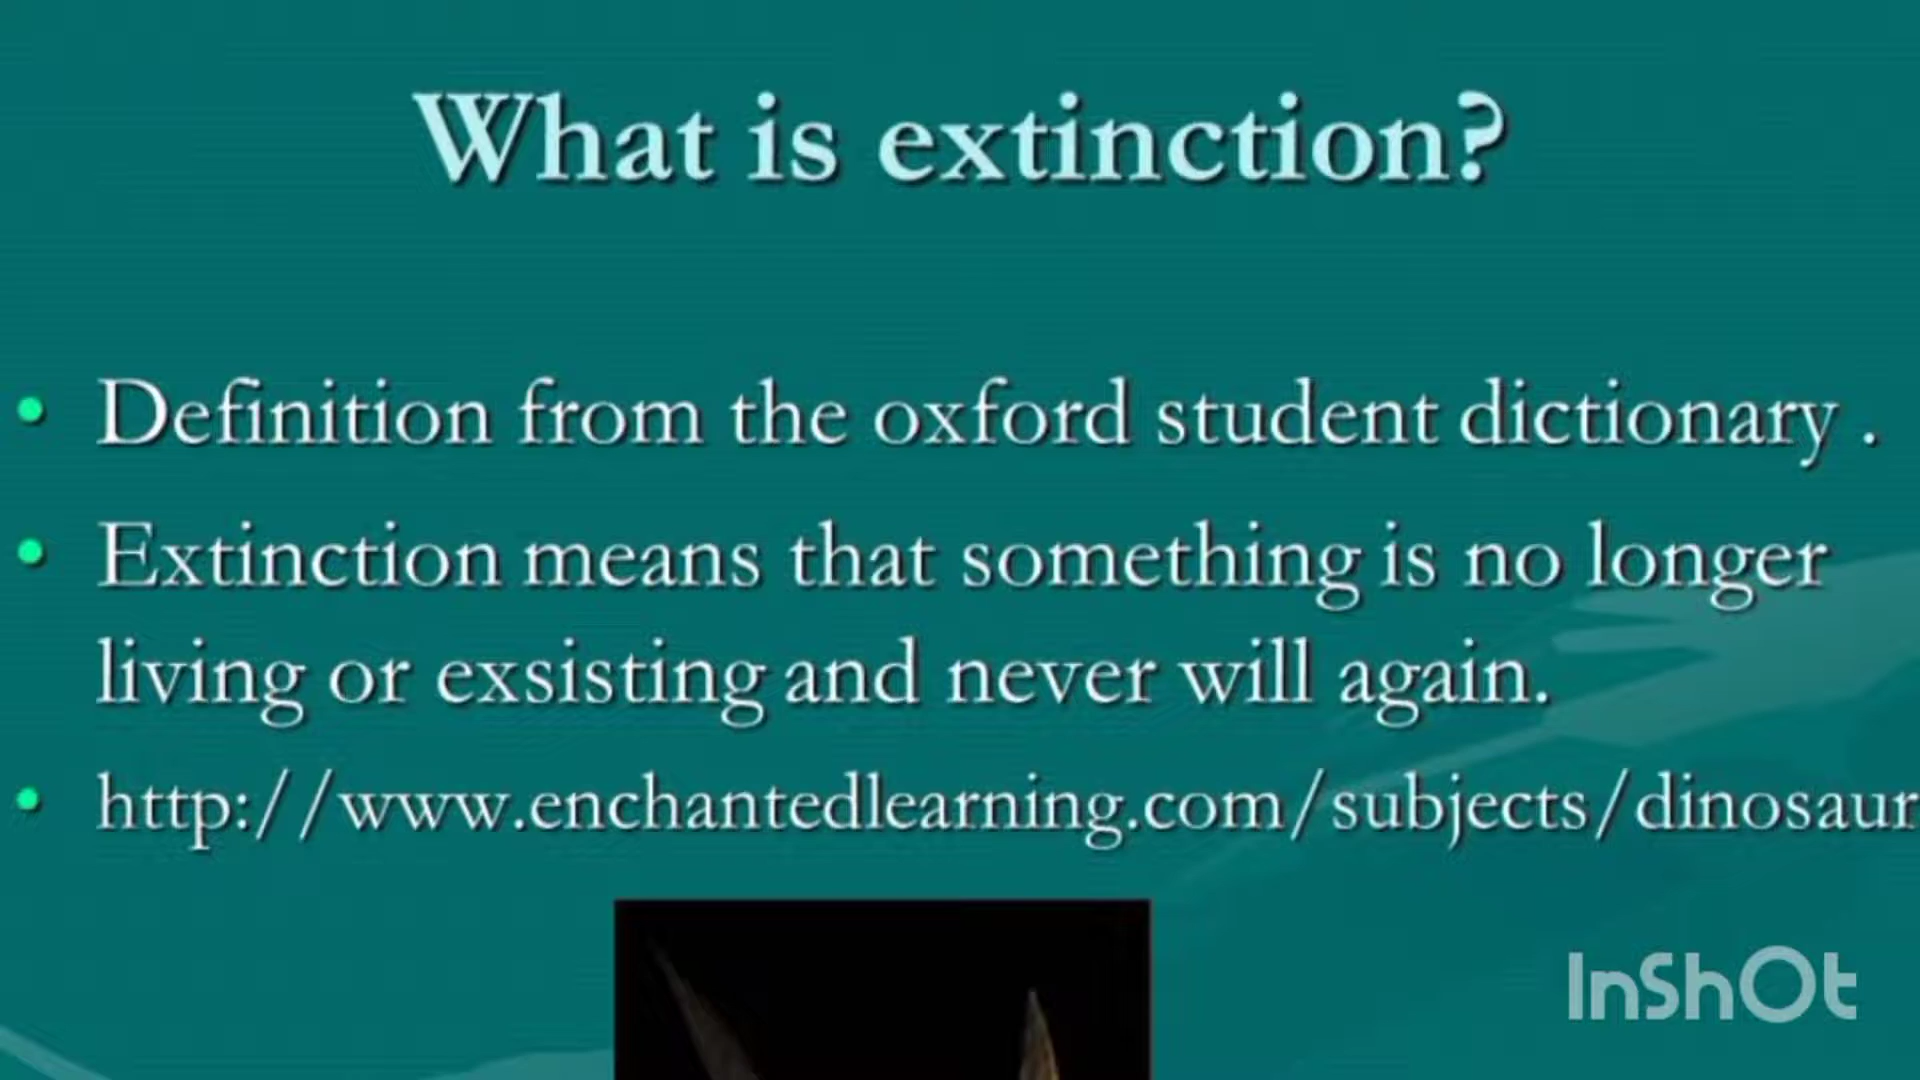 What is extinction?
• Definition from the oxford student dictionary .
• Extinction means that something is no longer
living or exsisting and never will again.
• http://www.enchantedlearning.com/subjects/dinosaur
InShOt